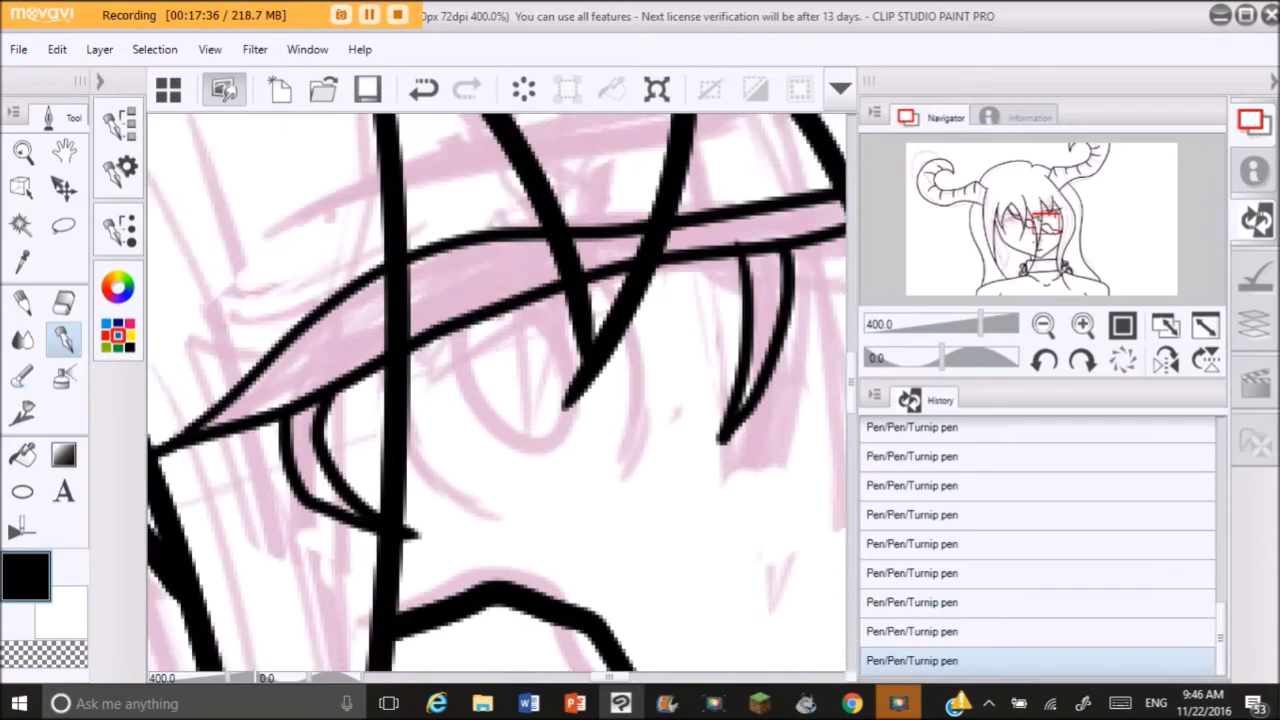 movavi
Recording [00:17:36 / 218.7 MB]
0px 72dpi 400.0%) You can use all features - Next license verification will be after 13 days. - CLIP STUDIO PAINT PRO
File Edit Layer Selection View Filter Window Help
Tool
Navigator Information
400.0
0.0
History
Pen/Pen/Turnip pen
Pen/Pen/Turnip pen
Pen/Pen/Turnip pen
Pen/Pen/Turnip pen
Pen/Pen/Turnip pen
Pen/Pen/Turnip pen
Pen/Pen/Turnip pen
Pen/Pen/Turnip pen
Pen/Pen/Turnip pen
A
400.0 0.0
Ask me anything
ENG
9:46 AM
11/22/2016
53